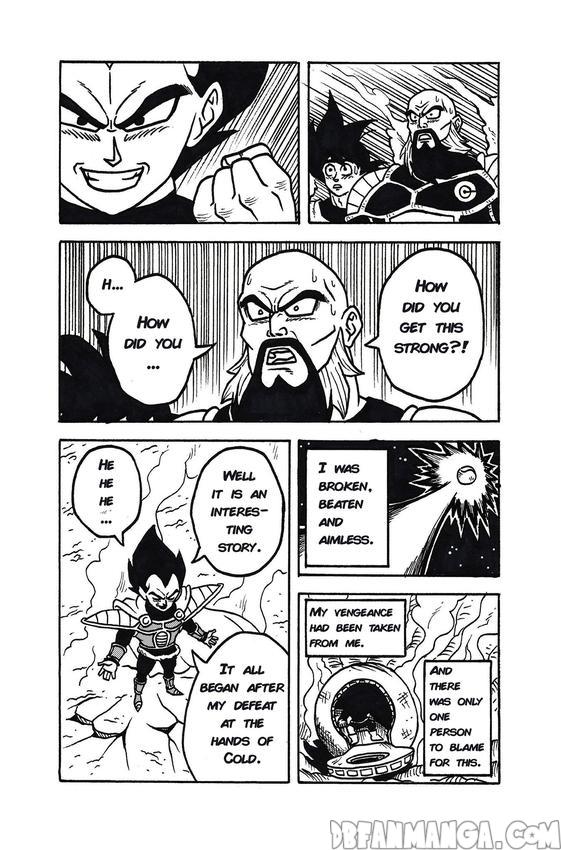 H...
How
did you
...
How
did you
get this
strong?!
He
he
he
...
Well
it is an
interes-
ting
story.
It all
began after
my defeat
at the
hands of
Cold.
I was
broken,
beaten
and
aimless.
My vengeance
had been taken
from me.
And
there
was only
one
person
to blame
for this.
DBFANMANGA.COM